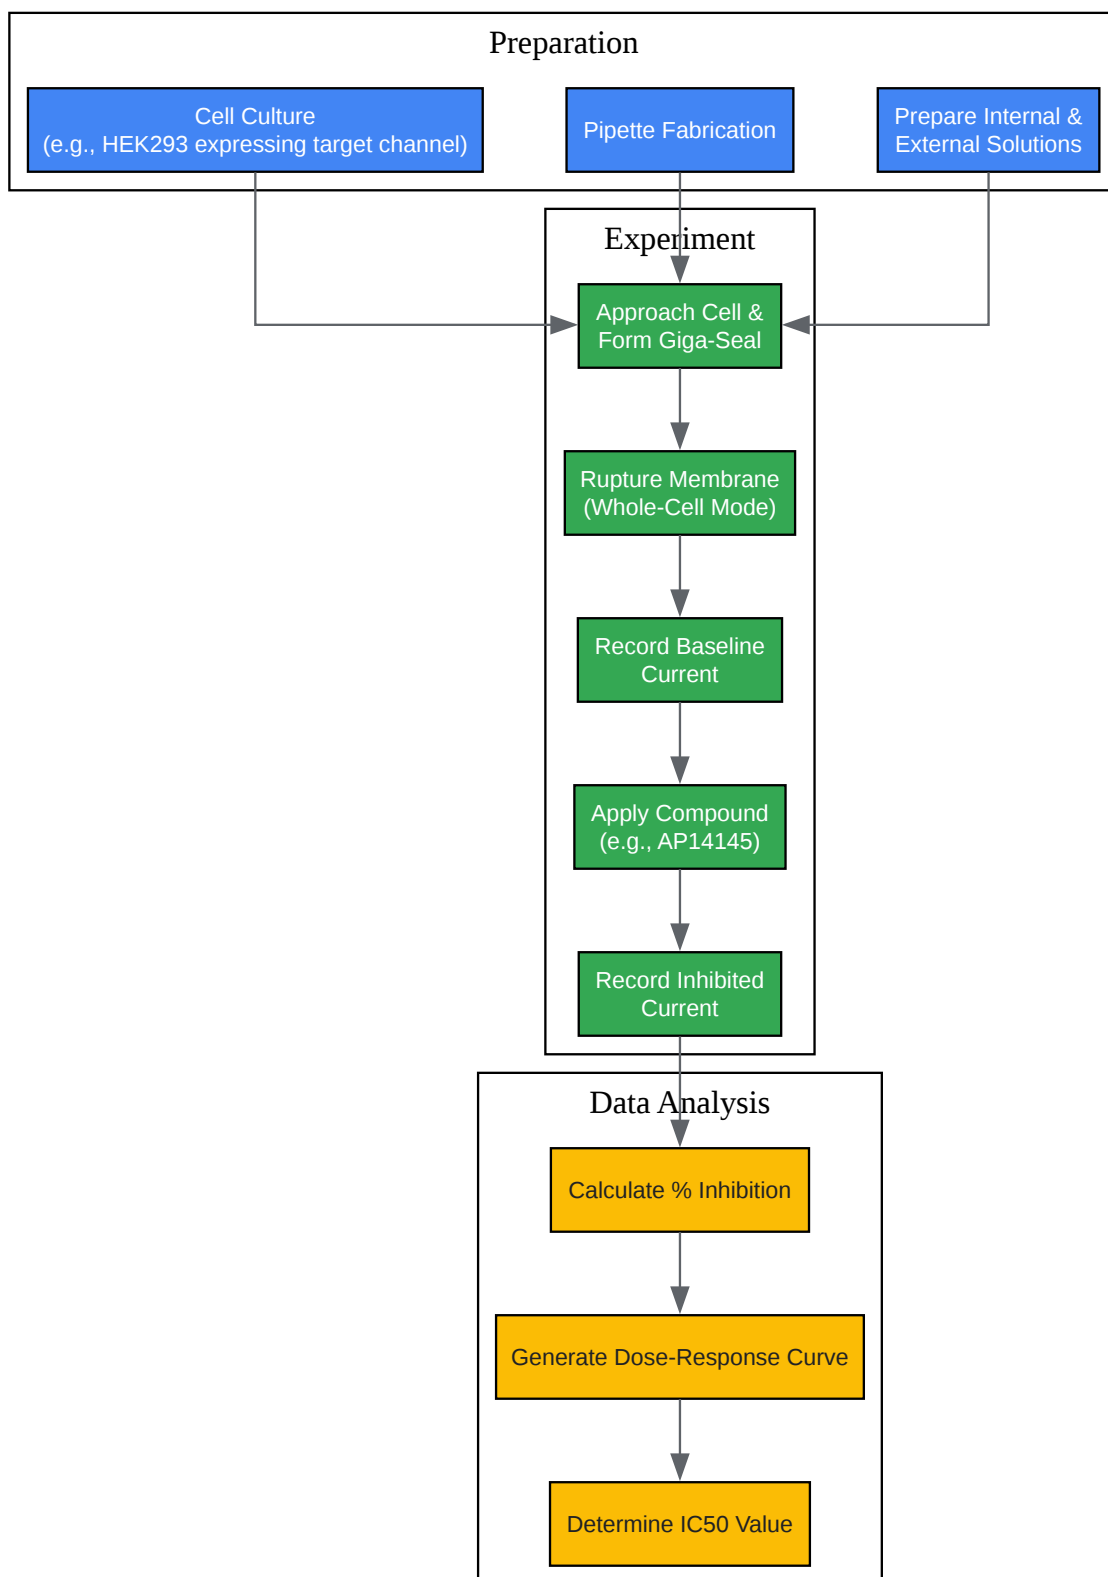 Preparation
Cell Culture
(e.g., HEK293 expressing target channel)
Pipette Fabrication
Prepare Internal &
External Solutions
Experiment
Approach Cell &
Form Giga-Seal
Rupture Membrane
(Whole-Cell Mode)
Record Baseline
Current
Apply Compound
(e.g., AP14145)
Record Inhibited
Current
Data Analysis
Calculate % Inhibition
Generate Dose-Response Curve
Determine IC50 Value